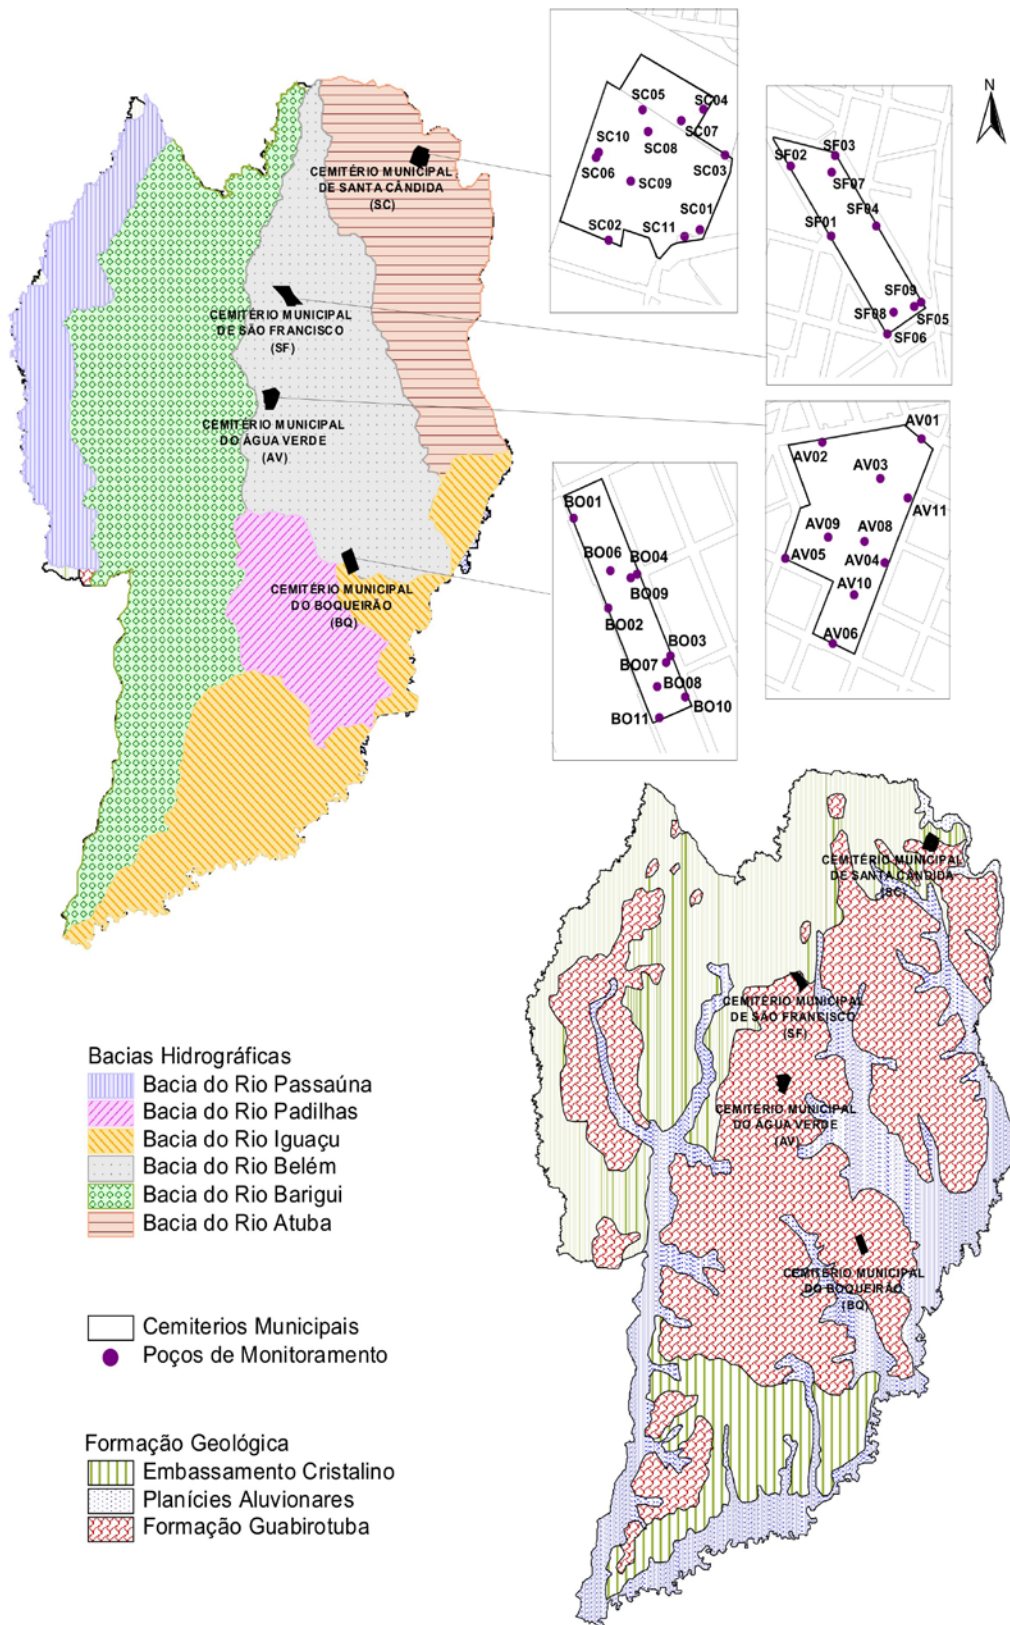 N
CEMITÉRIO MUNICIPAL
DE SANTA CÂNDIDA
(SC)
CEMITÉRIO MUNICIPAL
DE SÃO FRANCISCO
(SF)
CEMITÉRIO MUNICIPAL
DO ÁGUA VERDE
(AV)
CEMITÉRIO MUNICIPAL
DO BOQUEIRÃO
(BQ)
SC05
SC04
SC07
SC10
SC08
SC06
SC03
SC09
SC01
SC02
SC11
SF03
SF02
SF07
SF04
SF01
SF09
SF08
SF05
SF06
AV01
AV02
AV03
AV11
AV09
AV08
AV05
AV04
AV10
AV06
BO01
BO06
BO04
BO09
BO02
BO03
BO07
BO08
BO10
BO11
CEMITÉRIO MUNICIPAL
DE SANTA CÂNDIDA
(SC)
CEMITÉRIO MUNICIPAL
DE SÃO FRANCISCO
(SF)
CEMITÉRIO MUNICIPAL
DO ÁGUA VERDE
(AV)
CEMITÉRIO MUNICIPAL
DO BOQUEIRÃO
(BQ)
Bacias Hidrográficas
Bacia do Rio Passaúna
Bacia do Rio Padilhas
Bacia do Rio Iguaçu
Bacia do Rio Belém
Bacia do Rio Barigui
Bacia do Rio Atuba
Cemiterios Municipais
Poços de Monitoramento
Formação Geológica
Embassamento Cristalino
Planícies Aluvionares
Formação Guabirotuba